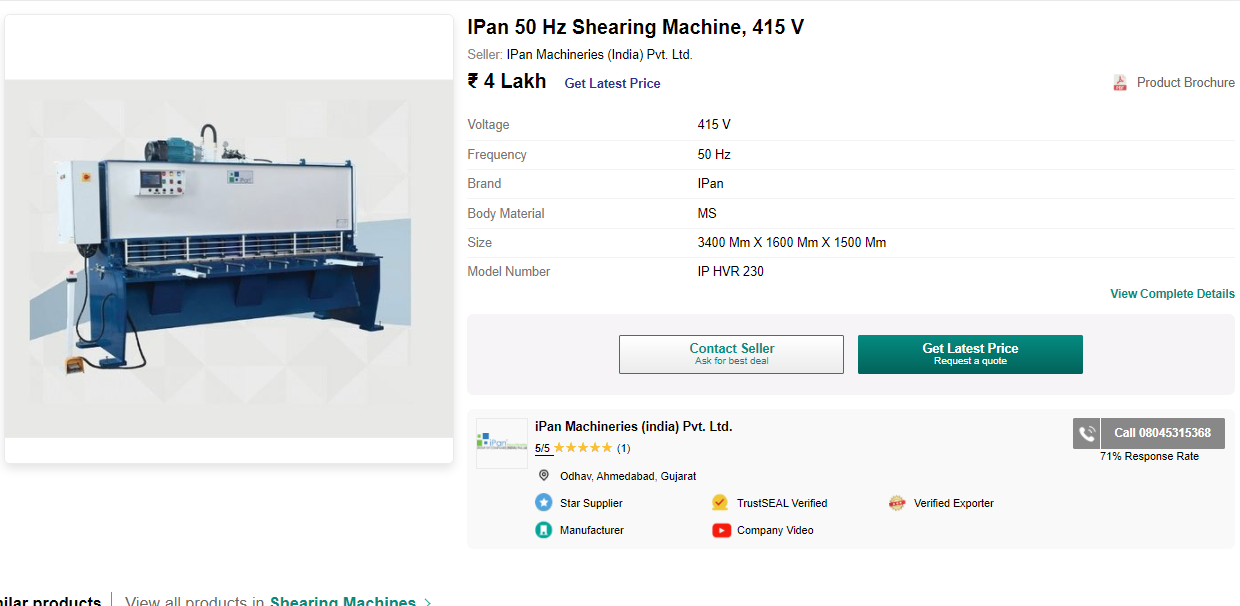 IPan 50 Hz Shearing Machine, 415 V
Seller: IPan Machineries (India) Pvt. Ltd.
₹ 4 Lakh Get Latest Price
Product Brochure
Voltage 415 V
Frequency 50 Hz
Brand IPan
Body Material MS
Size 3400 Mm X 1600 Mm X 1500 Mm
Model Number IP HVR 230
View Complete Details
Contact Seller
Ask for best deal
Get Latest Price
Request a quote
iPan Machineries (india) Pvt. Ltd.
5/5 (1)
Odhav, Ahmedabad, Gujarat
Star Supplier TrustSEAL Verified Verified Exporter
Manufacturer Company Video
Call 08045315368
71% Response Rate
iPan
iPan
ilar products View all products in Shearing Machines